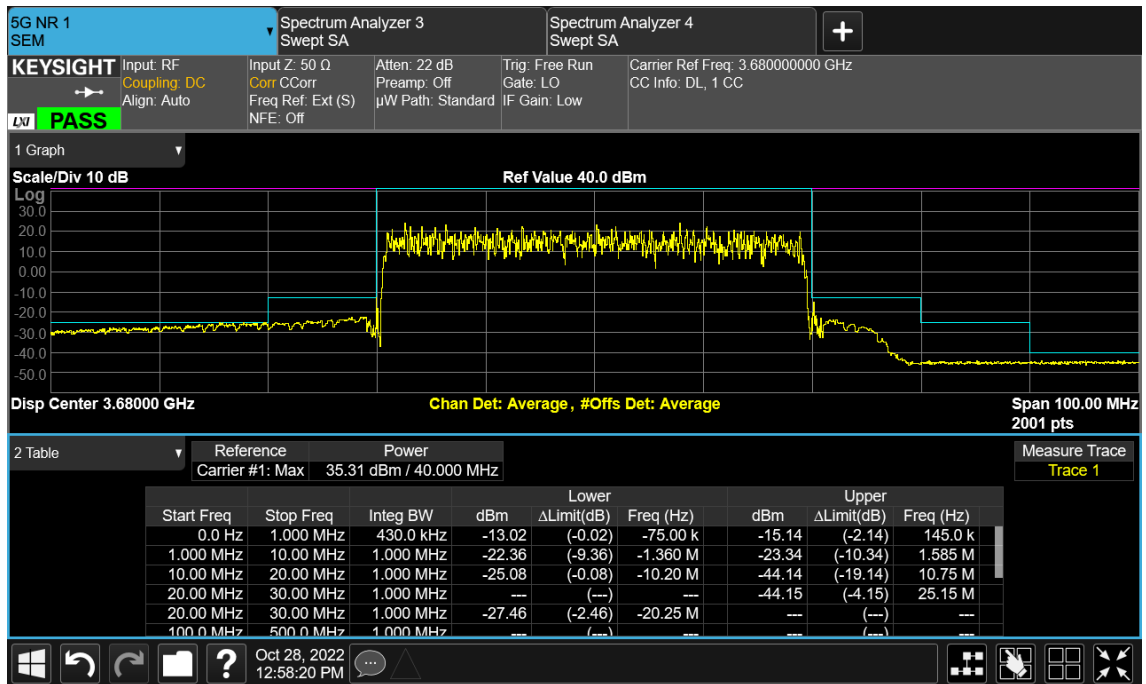 5G NR 1
SEM
Spectrum Analyzer 3
Swept SA
Spectrum Analyzer 4
Swept SA
KEYSIGHT
LXI
PASS
Input: RF
Coupling: DC
Align: Auto
Input Z: 50 Ω
Corr CCorr
Freq Ref: Ext (S)
NFE: Off
Atten: 22 dB
Preamp: Off
µW Path: Standard
Trig: Free Run
Gate: LO
IF Gain: Low
Carrier Ref Freq: 3.680000000 GHz
CC Info: DL, 1 CC
1 Graph
Scale/Div 10 dB
Ref Value 40.0 dBm
Log
30.0
20.0
10.0
0.00
-10.0
-20.0
-30.0
-40.0
-50.0
Disp Center 3.68000 GHz
Chan Det: Average, #Offs Det: Average
Span 100.00 MHz
2001 pts
2 Table
Reference Power
Carrier #1: Max 35.31 dBm / 40.000 MHz
Measure Trace
Trace 1
Lower Upper
Start Freq Stop Freq Integ BW dBm ∆Limit(dB) Freq (Hz) dBm ∆Limit(dB) Freq (Hz)
0.0 Hz 1.000 MHz 430.0 kHz -13.02 (-0.02) -75.00 k -15.14 (-2.14) 145.0 k
1.000 MHz 10.00 MHz 1.000 MHz -22.36 (-9.36) -1.360 M -23.34 (-10.34) 1.585 M
10.00 MHz 20.00 MHz 1.000 MHz -25.08 (-0.08) -10.20 M -44.14 (-19.14) 10.75 M
20.00 MHz 30.00 MHz 1.000 MHz --- (---) --- -44.15 (-4.15) 25.15 M
20.00 MHz 30.00 MHz 1.000 MHz -27.46 (-2.46) -20.25 M --- (---) ---
100.0 MHz 500.0 MHz 1.000 MHz --- (---) --- --- (---) ---
Oct 28, 2022
12:58:20 PM